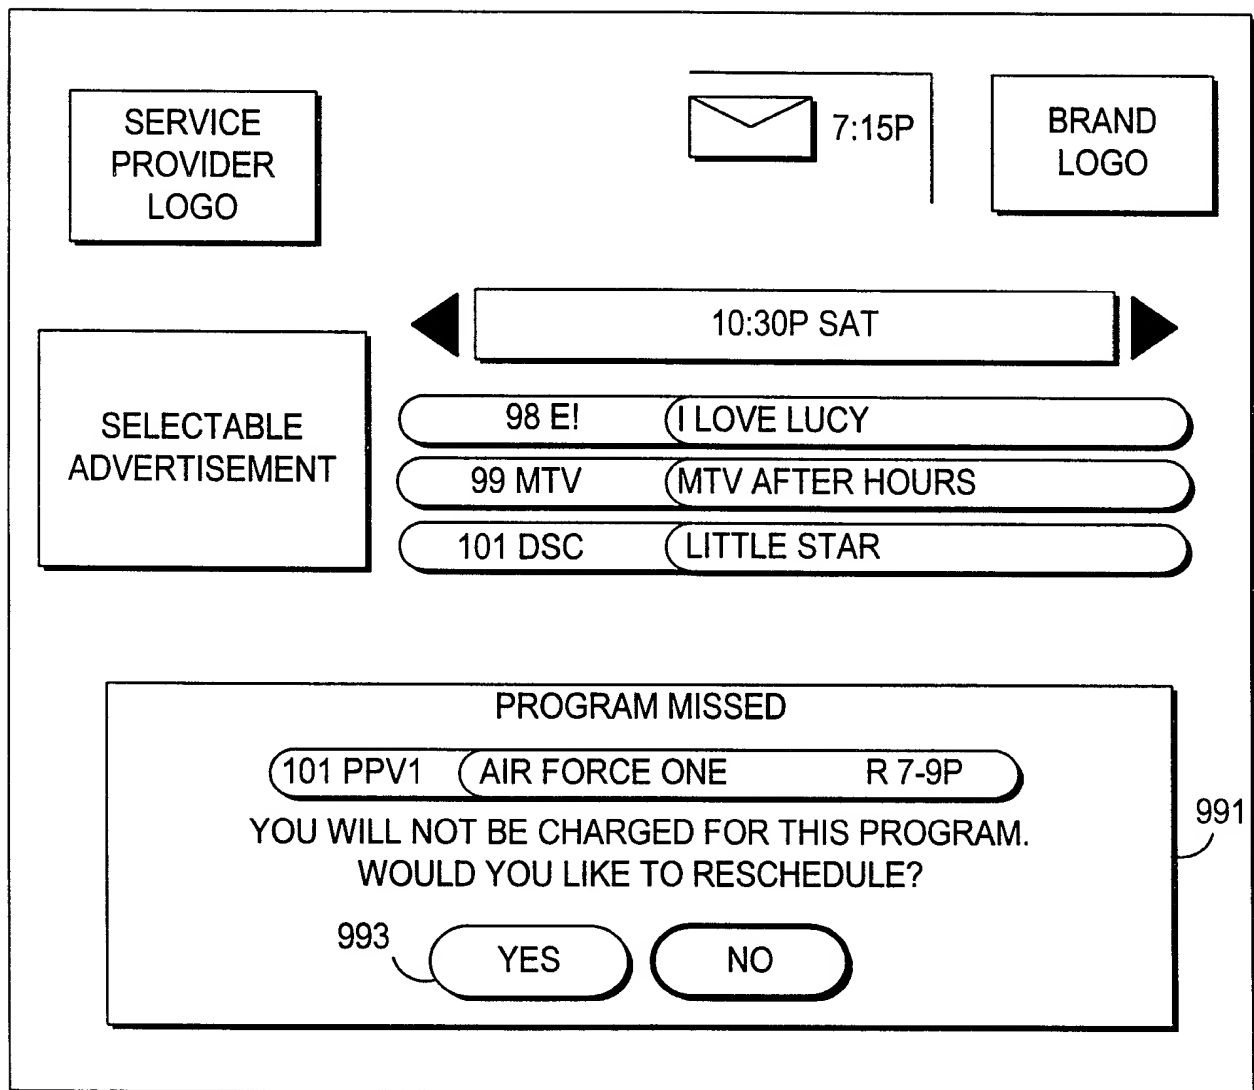 SERVICE
PROVIDER
LOGO
7:15P
BRAND
LOGO
10:30P SAT
SELECTABLE
ADVERTISEMENT
98 E! I LOVE LUCY
99 MTV MTV AFTER HOURS
101 DSC LITTLE STAR
PROGRAM MISSED
101 PPV1 AIR FORCE ONE R 7-9P
YOU WILL NOT BE CHARGED FOR THIS PROGRAM.
WOULD YOU LIKE TO RESCHEDULE?
991
993
YES NO